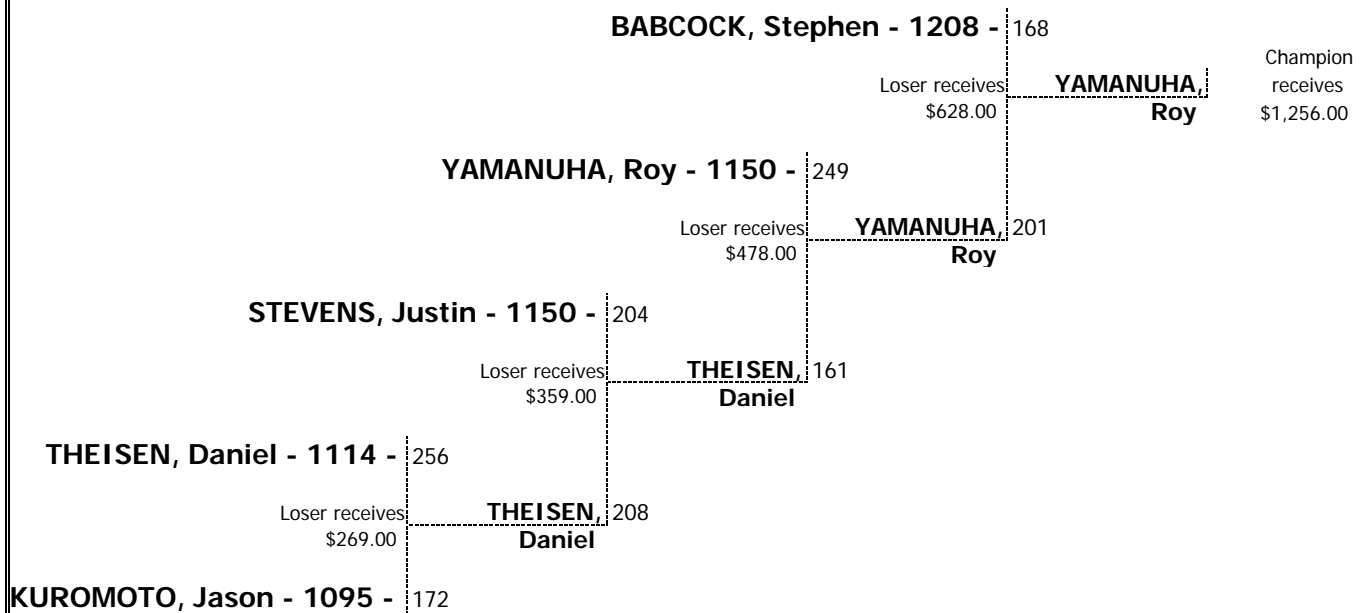 BABCOCK, Stephen - 1208 - 168
Champion
Loser receives YAMANUHA, receives
$628.00 Roy $1,256.00
YAMANUHA, Roy - 1150 - 249
Loser receives YAMANUHA, 201
$478.00 Roy
STEVENS, Justin - 1150 - 204
Loser receives THEISEN, 161
$359.00 Daniel
THEISEN, Daniel - 1114 - 256
Loser receives THEISEN, 208
$269.00 Daniel
KUROMOTO, Jason - 1095 - 172